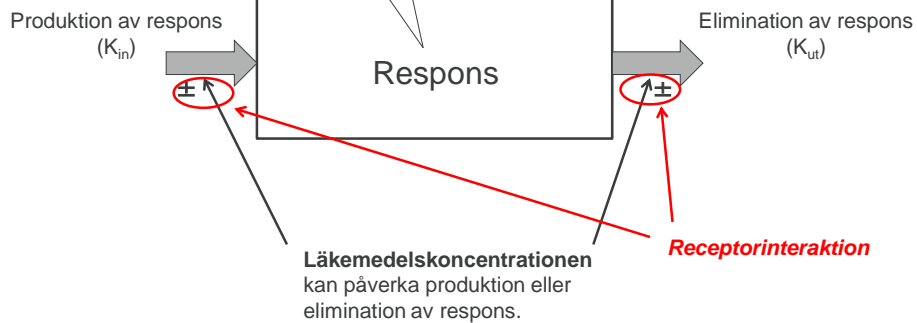 Produktion av respons
(Kin)
Elimination av respons
(Kut)
Respons
±
±
Receptorinteraktion
Läkemedelskoncentrationen
kan påverka produktion eller
elimination av respons.